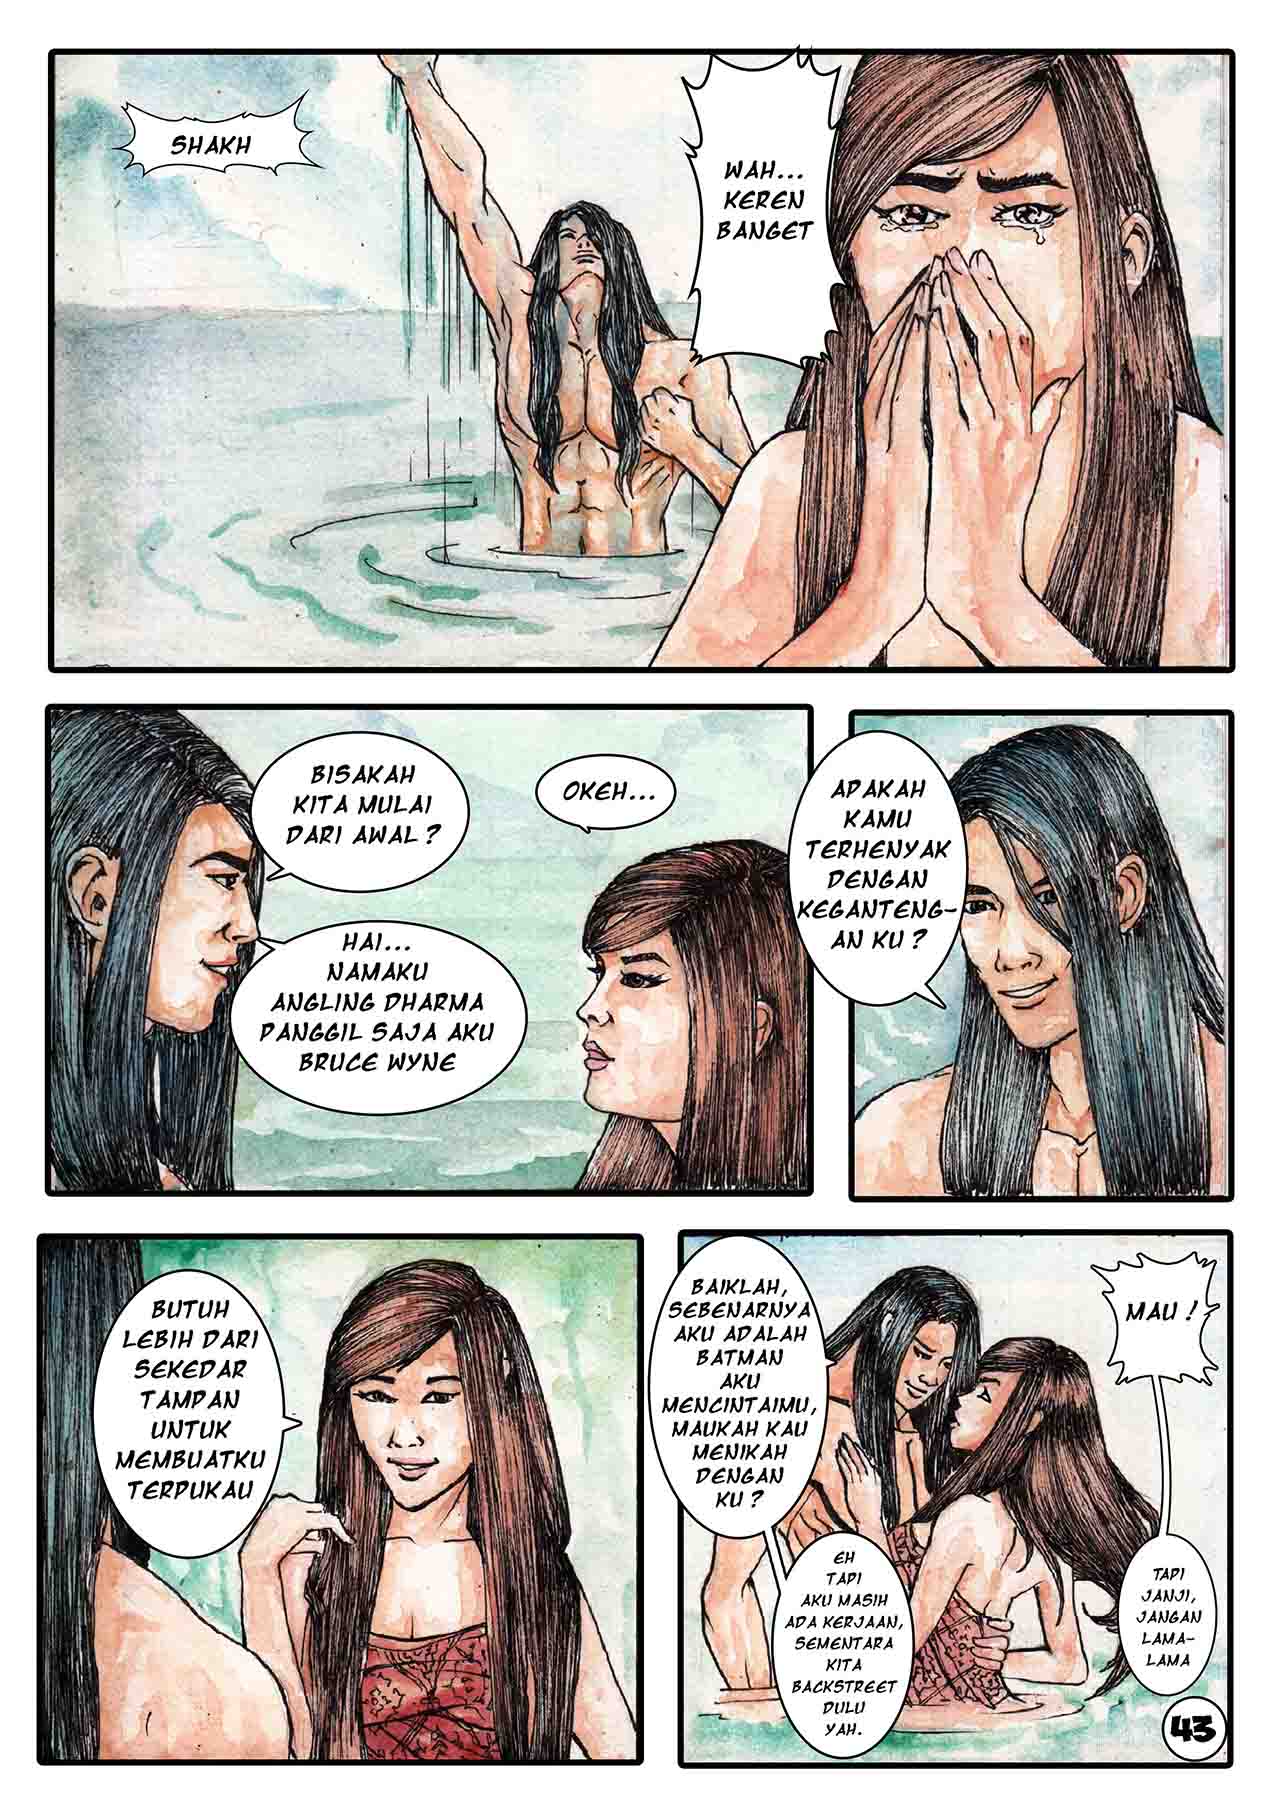 SHAKH
WAH...
KEREN
BANGET
BISAKAH
KITA MULAI
DARI AWAL?
OKEH...
HAI...
NAMAKU
ANGLING DHARMA
PANGGIL SAJA AKU
BRUCE WYNE
APAKAH
KAMU
TERHENYAK
DENGAN
KEGANTENG-
AN KU?
BUTUH
LEBIH DARI
SEKEDAR
TAMPAN
UNTUK
MEMBUATKU
TERPUKAU
BAIKLAH,
SEBENARNYA
AKU ADALAH
BATMAN
AKU
MENCINTAIMU,
MAUKAH KAU
MENIKAH
DENGAN
KU?
EH
TAPI
AKU MASIH
ADA KERJAAN,
SEMENTARA
KITA
BACKSTREET
DULU
YAH.
MAU!
TAPI
JANJI,
JANGAN
LAMA-
LAMA
43